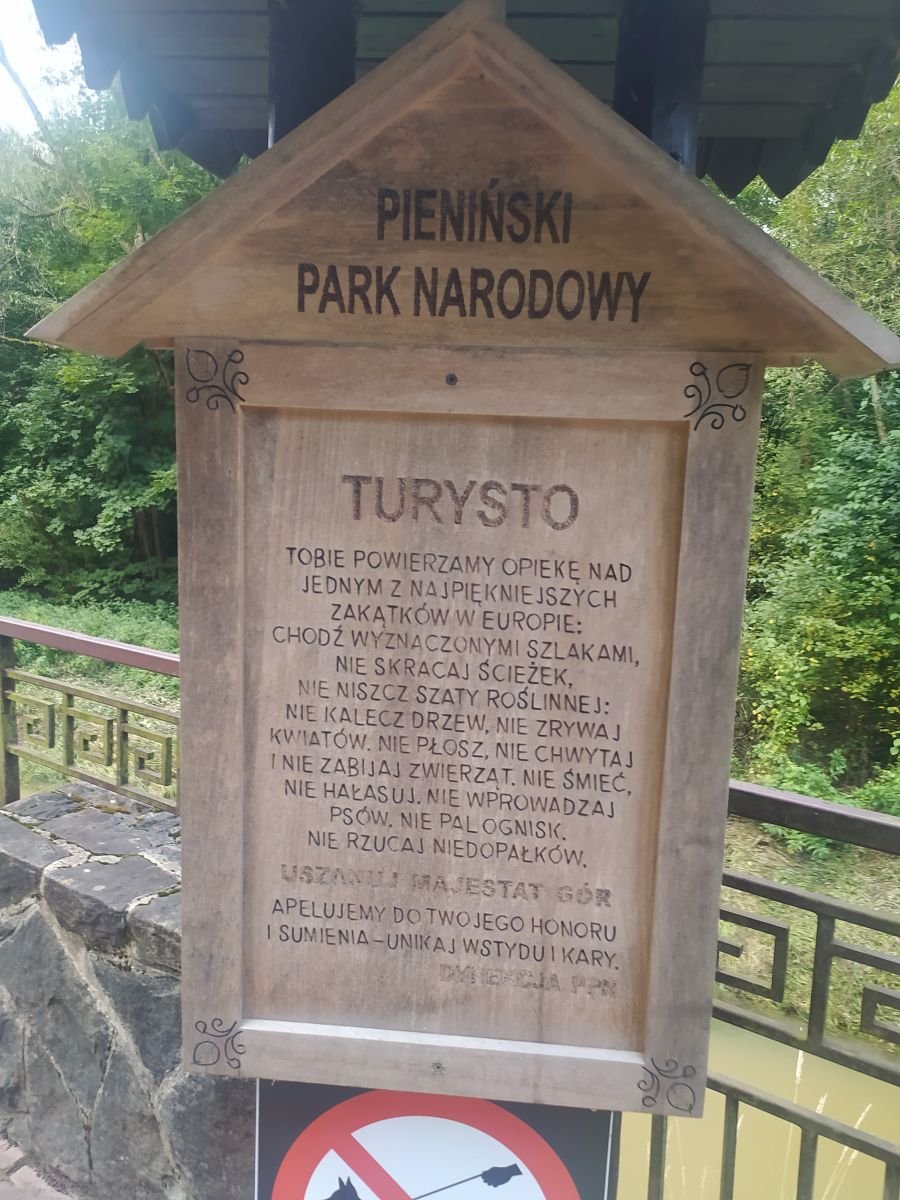 PIENIŃSKI
PARK NARODOWY
TURYSTO
TOBIE POWIERZAMY OPIEKĘ NAD
JEDNYM Z NAJPIĘKNIEJSZYCH
ZAKĄTKÓW W EUROPIE:
CHODŹ WYZNACZONYMI SZLAKAMI,
NIE SKRACAJ ŚCIEŻEK,
NIE NISZCZ SZATY ROŚLINNEJ:
NIE KALECZ DRZEW, NIE ZRYWAJ
KWIATÓW. NIE PŁOSZ, NIE CHWYTAJ
I NIE ZABIJAJ ZWIERZĄT. NIE ŚMIEĆ,
NIE HAŁASUJ. NIE WPROWADZAJ
PSÓW. NIE PAL OGNISK.
NIE RZUCAJ NIEDOPAŁKÓW.
USZANUJ MAJESTAT GÓR
APELUJEMY DO TWOJEGO HONORU
I SUMIENIA – UNIKAJ WSTYDU I KARY.
DYREKCJA PPN